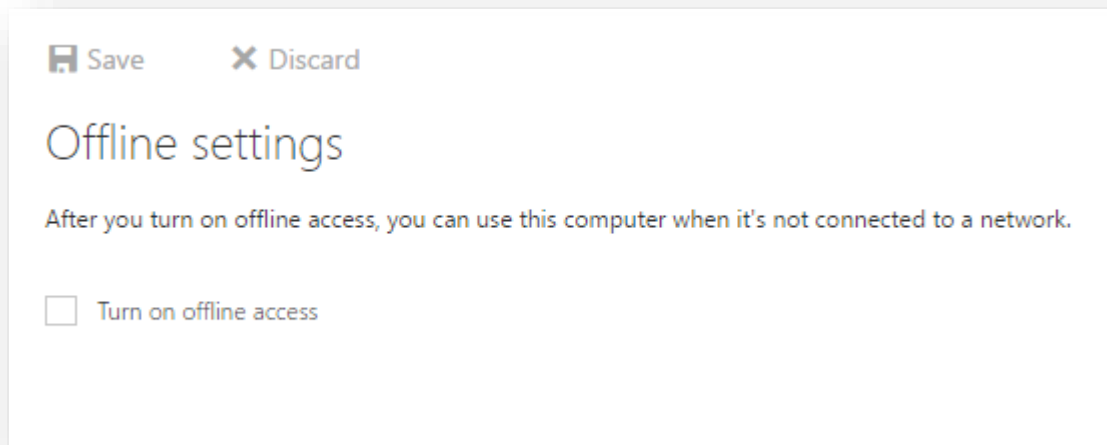 Save Discard
Offline settings
After you turn on offline access, you can use this computer when it's not connected to a network.
Turn on offline access